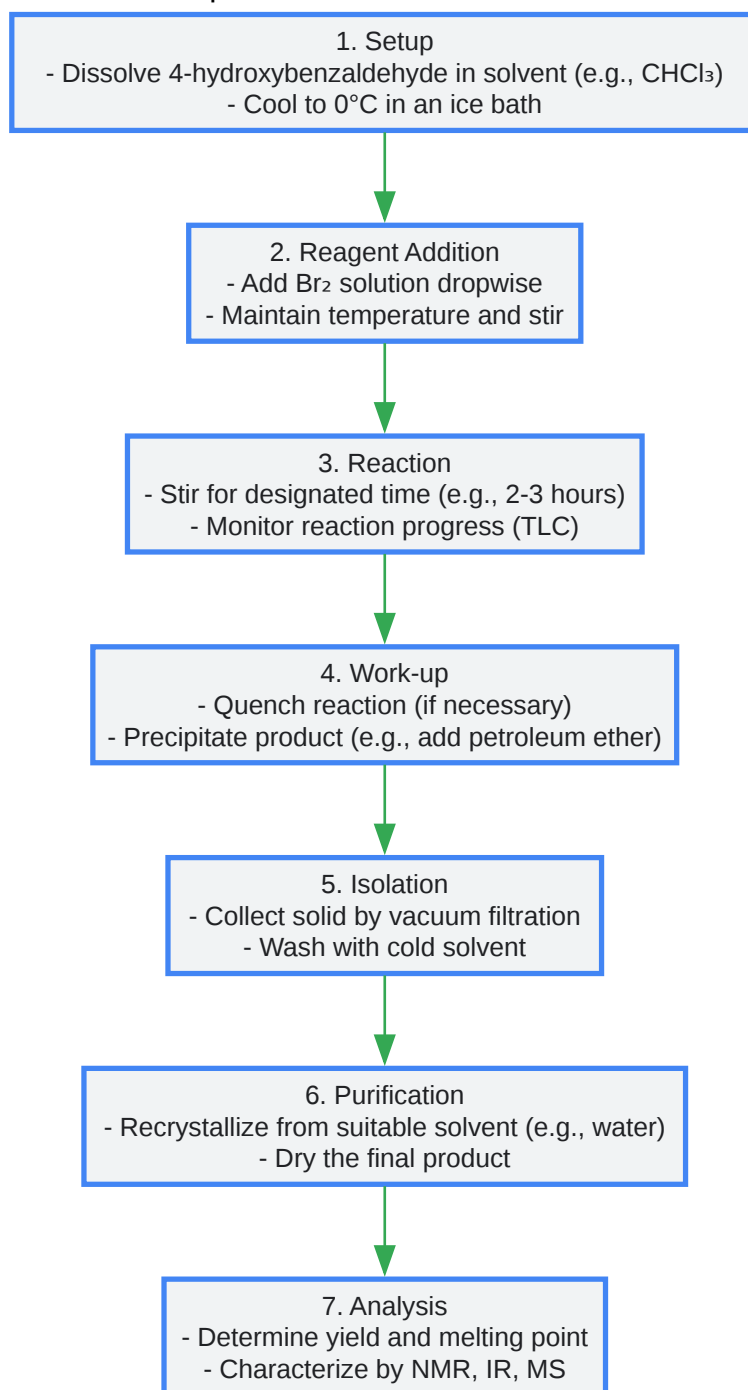 1. Setup
- Dissolve 4-hydroxybenzaldehyde in solvent (e.g., CHCl₃)
- Cool to 0°C in an ice bath
2. Reagent Addition
- Add Br₂ solution dropwise
- Maintain temperature and stir
3. Reaction
- Stir for designated time (e.g., 2-3 hours)
- Monitor reaction progress (TLC)
4. Work-up
- Quench reaction (if necessary)
- Precipitate product (e.g., add petroleum ether)
5. Isolation
- Collect solid by vacuum filtration
- Wash with cold solvent
6. Purification
- Recrystallize from suitable solvent (e.g., water)
- Dry the final product
7. Analysis
- Determine yield and melting point
- Characterize by NMR, IR, MS